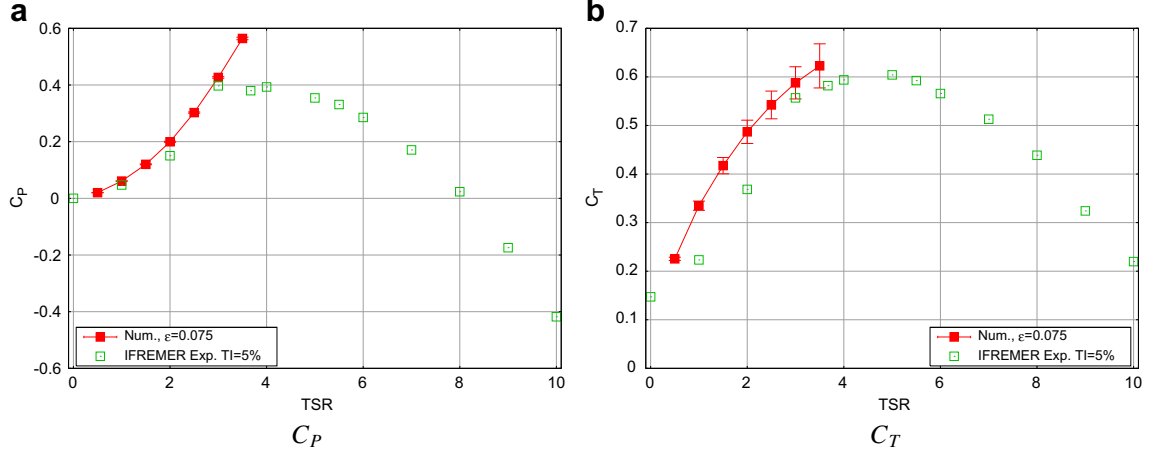 a
0.6
0.4
0.2
0
-0.2
-0.4
-0.6
C_P
Num., ε=0.075
IFREMER Exp. TI=5%
0 2 4 6 8 10
TSR
C_P
b
0.7
0.6
0.5
0.4
0.3
0.2
0.1
0
C_T
Num., ε=0.075
IFREMER Exp. TI=5%
0 2 4 6 8 10
TSR
C_T